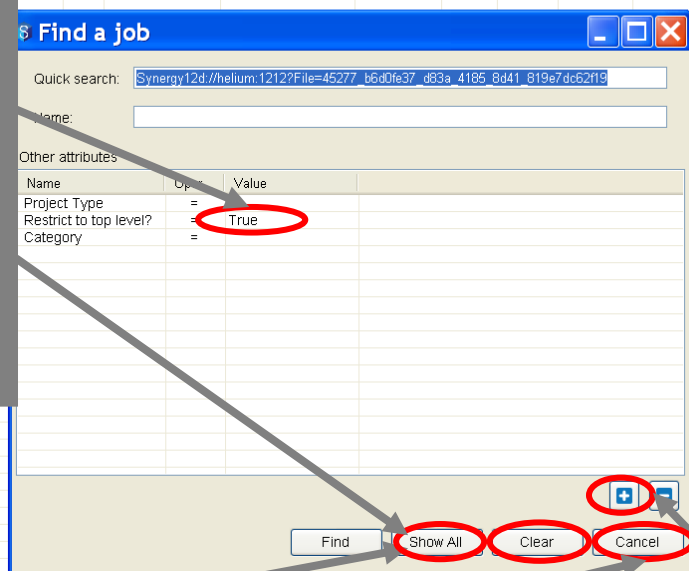 Find a job
Quick search: Synergy12d://helium:1212?File=45277_b6d0fe37_d83a_4185_8d41_819e7dc62f19
Name:
Other attributes
Name Oper Value
Project Type =
Restrict to top level? = True
Category =
Find Show All Clear Cancel